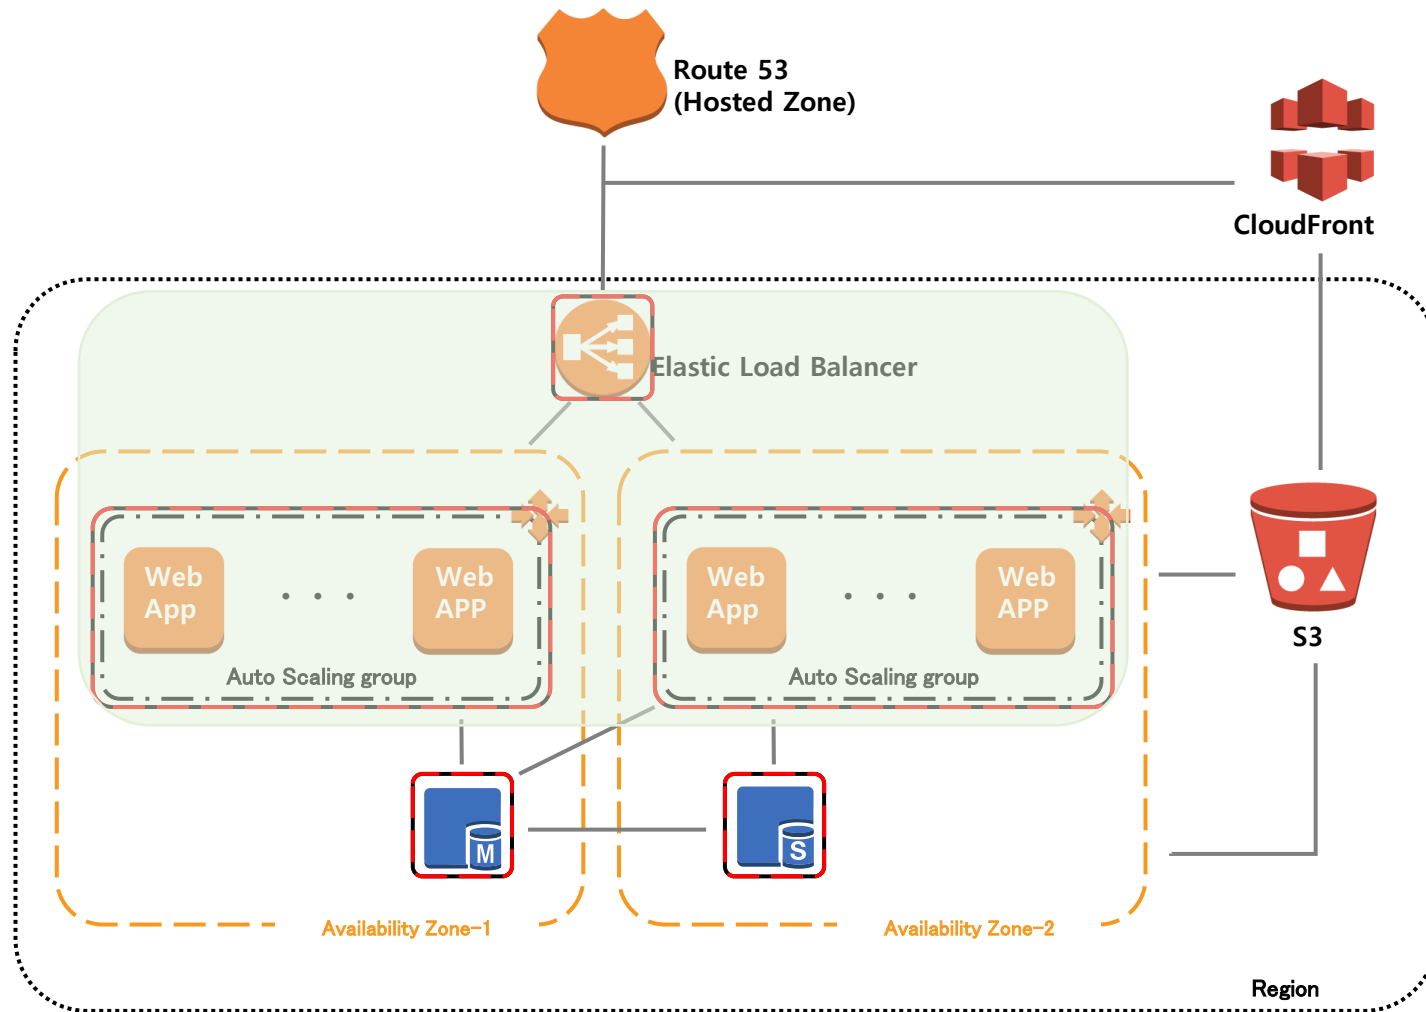 Route 53
(Hosted Zone)
CloudFront
Elastic Load Balancer
Web
App
. . .
Web
APP
Auto Scaling group
Web
App
. . .
Web
APP
Auto Scaling group
S3
M
S
Availability Zone-1
Availability Zone-2
Region